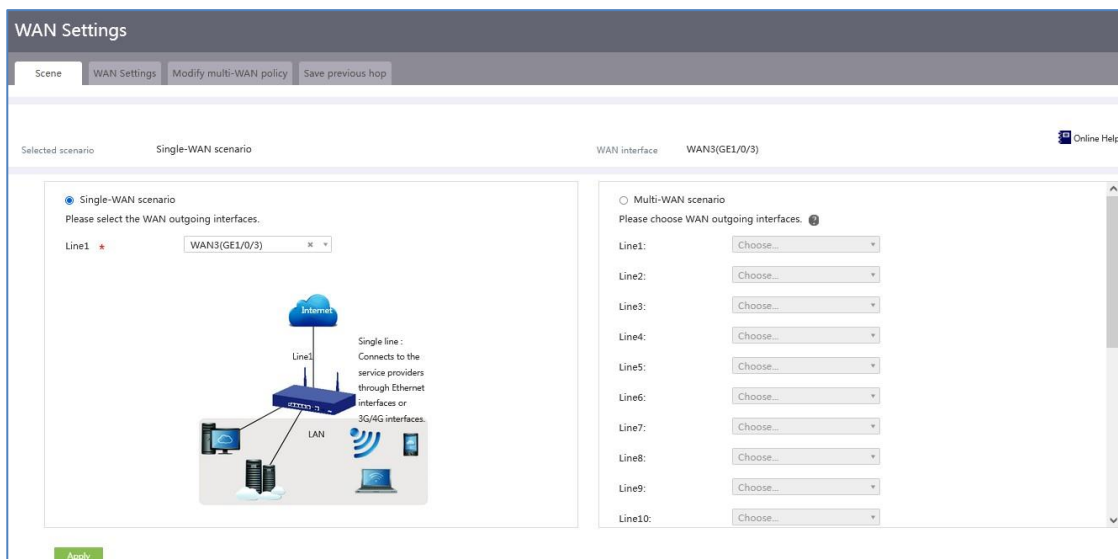 WAN Settings
Scene WAN Settings Modify multi-WAN policy Save previous hop
Online Help
Selected scenario Single-WAN scenario WAN interface WAN3(GE1/0/3)
Single-WAN scenario
Please select the WAN outgoing interfaces.
Line1 * WAN3(GE1/0/3) ×
Internet
Line1
Single line :
Connects to the
service providers
through Ethernet
interfaces or
3G/4G interfaces.
LAN
Multi-WAN scenario
Please choose WAN outgoing interfaces. ?
Line1: Choose...
Line2: Choose...
Line3: Choose...
Line4: Choose...
Line5: Choose...
Line6: Choose...
Line7: Choose...
Line8: Choose...
Line9: Choose...
Line10: Choose...
Apply